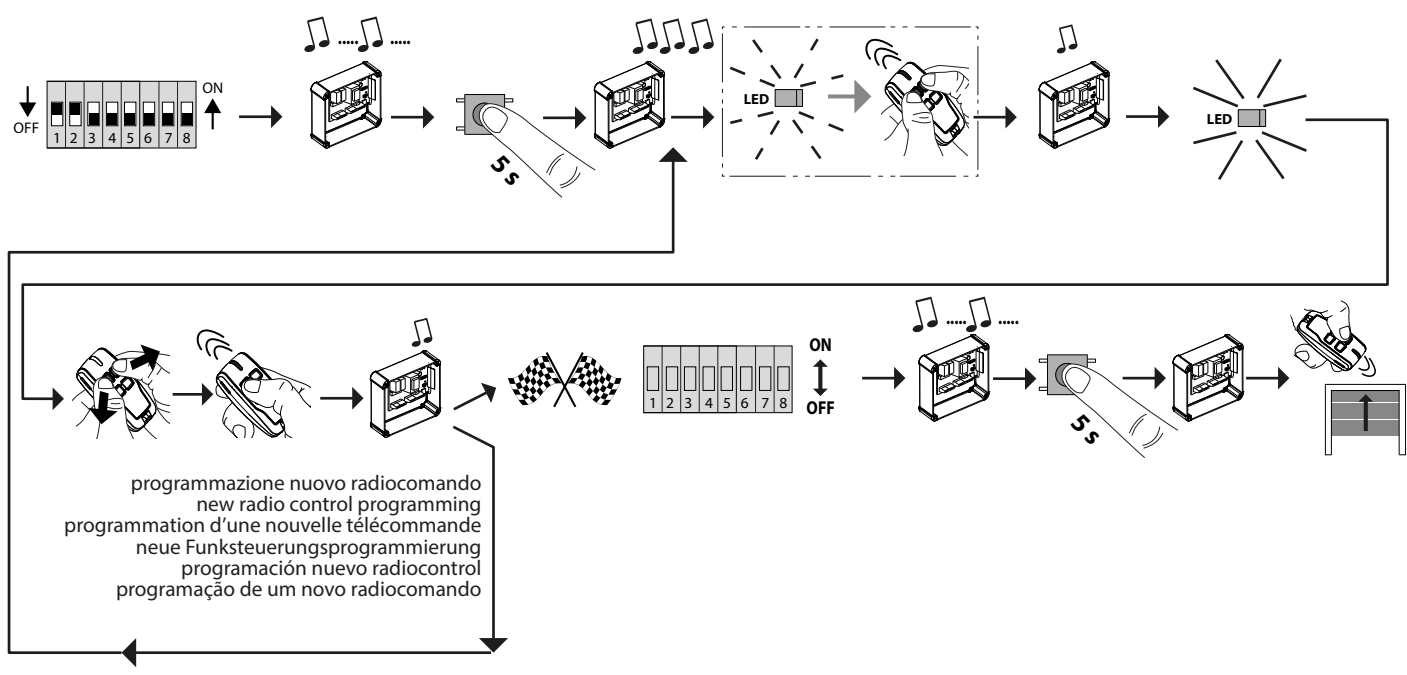 ON
OFF
1 2 3 4 5 6 7 8
5 s
LED
LED
programmazione nuovo radiocomando
new radio control programming
programmation d'une nouvelle télécommande
neue Funksteuerungsprogrammierung
programación nuevo radiocontrol
programação de um novo radiocomando
1 2 3 4 5 6 7 8
ON
OFF
5 s